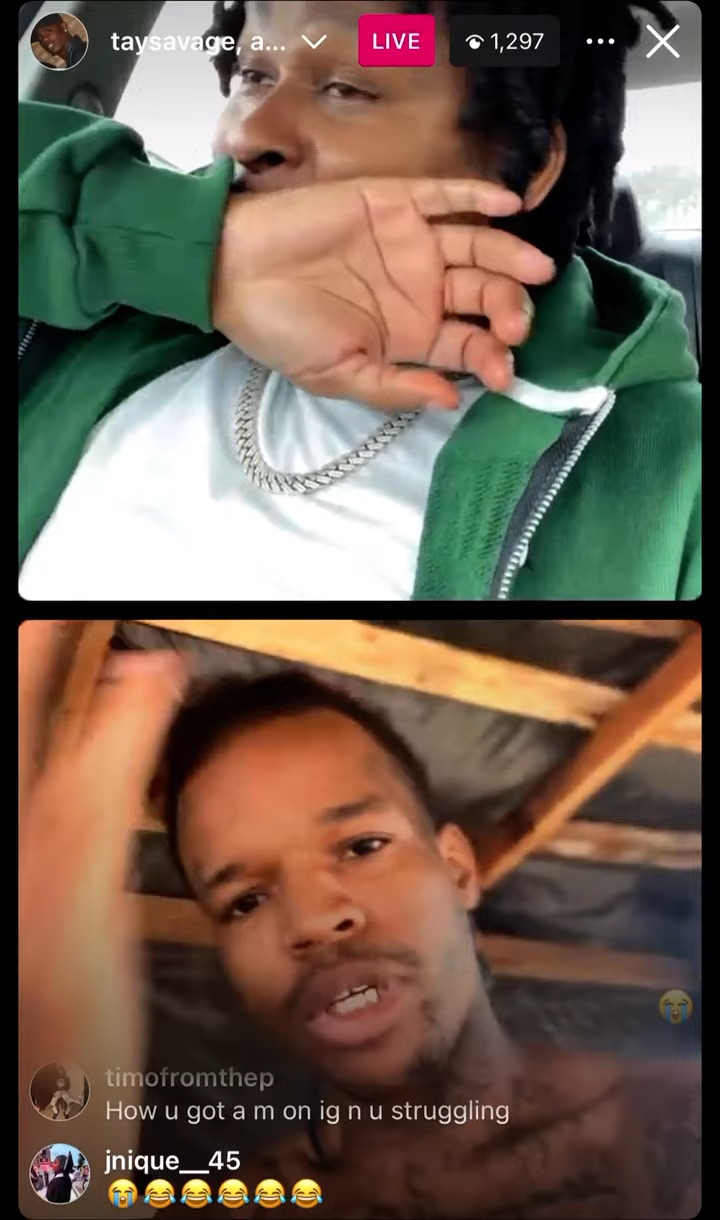 taysavage, a...
LIVE
1,297
timofromthep
How u got a m on ig n u struggling
jnique__45
😭😂😂😂😂😂